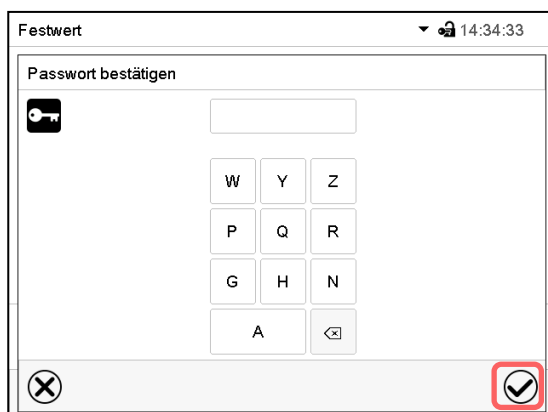 Festwert 14:34:33
Passwort bestätigen
W Y Z
P Q R
G H N
A